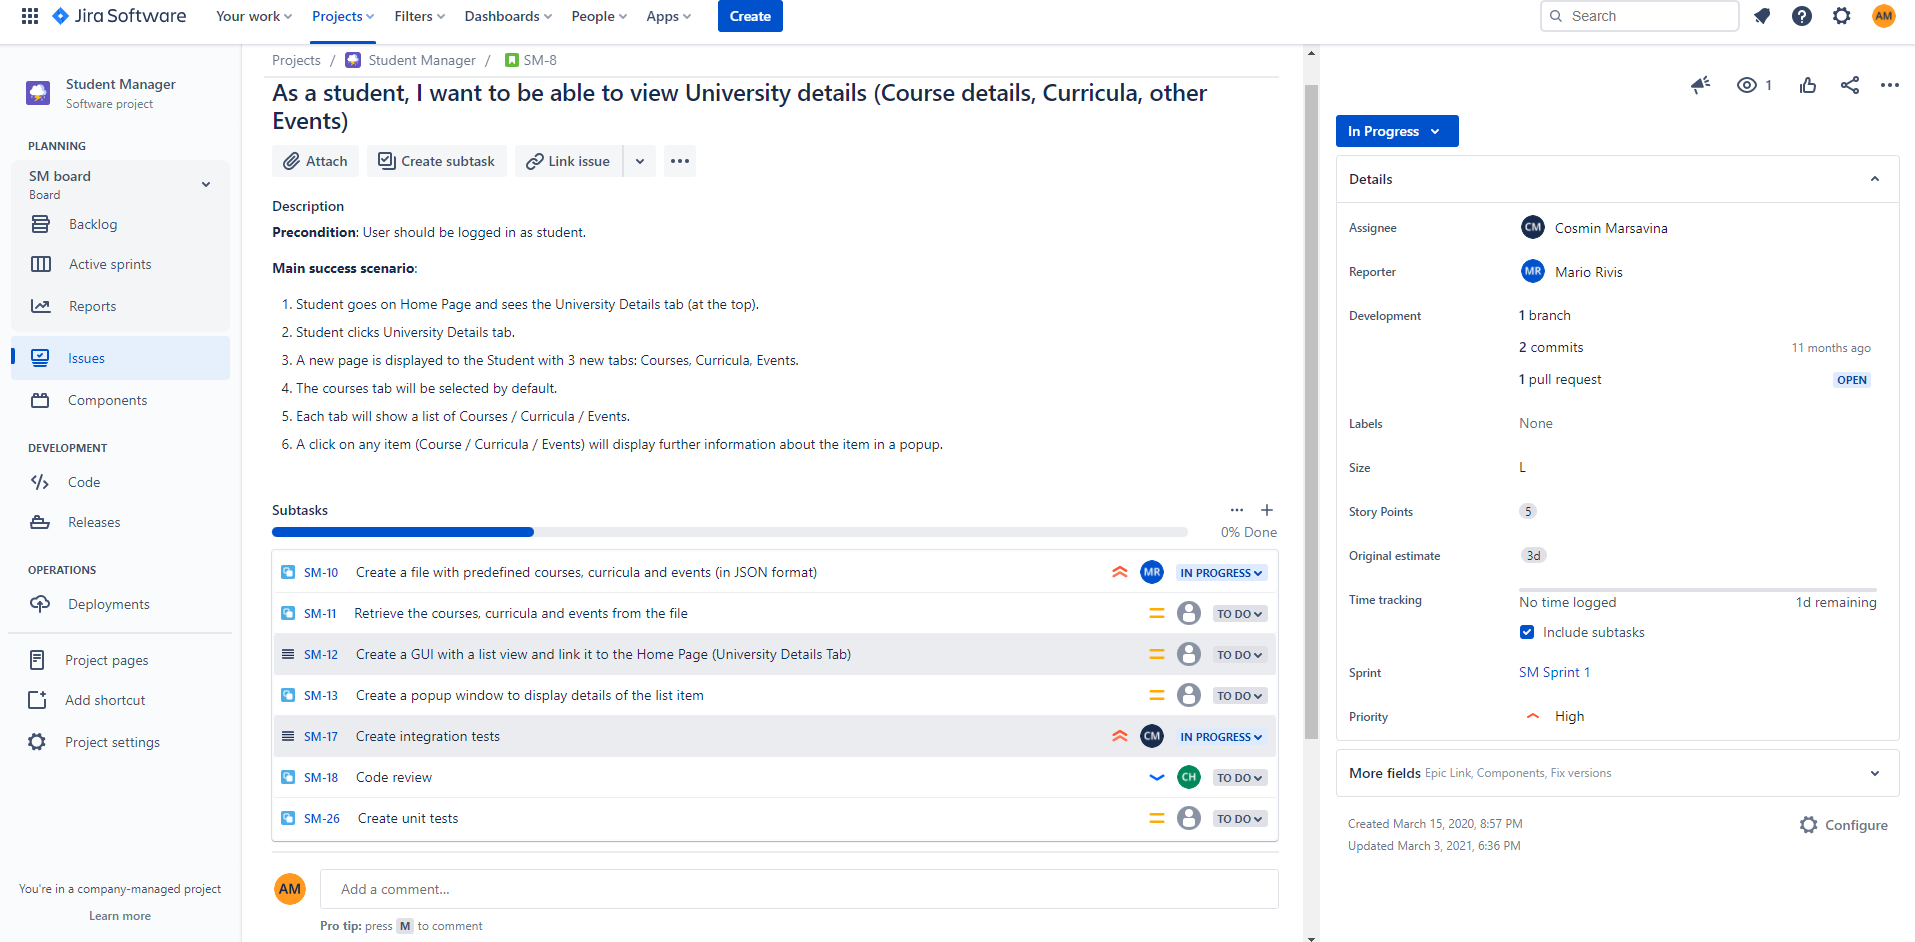 Jira Software
Your work
Projects
Filters
Dashboards
People
Apps
Create
Search
AM
Student Manager
Software project
PLANNING
SM board
Board
Backlog
Active sprints
Reports
Issues
Components
DEVELOPMENT
Code
Releases
OPERATIONS
Deployments
Project pages
Add shortcut
Project settings
You're in a company-managed project
Learn more
Projects / Student Manager / SM-8
As a student, I want to be able to view University details (Course details, Curricula, other
Events)
Attach
Create subtask
Link issue
Description
Precondition: User should be logged in as student.
Main success scenario:
1. Student goes on Home Page and sees the University Details tab (at the top).
2. Student clicks University Details tab.
3. A new page is displayed to the Student with 3 new tabs: Courses, Curricula, Events.
4. The courses tab will be selected by default.
5. Each tab will show a list of Courses / Curricula / Events.
6. A click on any item (Course / Curricula / Events) will display further information about the item in a popup.
Subtasks
0% Done
SM-10 Create a file with predefined courses, curricula and events (in JSON format) MR IN PROGRESS
SM-11 Retrieve the courses, curricula and events from the file TO DO
SM-12 Create a GUI with a list view and link it to the Home Page (University Details Tab) TO DO
SM-13 Create a popup window to display details of the list item TO DO
SM-17 Create integration tests CM IN PROGRESS
SM-18 Code review CH TO DO
SM-26 Create unit tests TO DO
AM
Add a comment...
Pro tip: press M to comment
1
In Progress
Details
Assignee CM Cosmin Marsavina
Reporter MR Mario Rivis
Development 1 branch
2 commits 11 months ago
1 pull request OPEN
Labels None
Size L
Story Points 5
Original estimate 3d
Time tracking No time logged 1d remaining
Include subtasks
Sprint SM Sprint 1
Priority High
More fields Epic Link, Components, Fix versions
Created March 15, 2020, 8:57 PM
Updated March 3, 2021, 6:36 PM
Configure